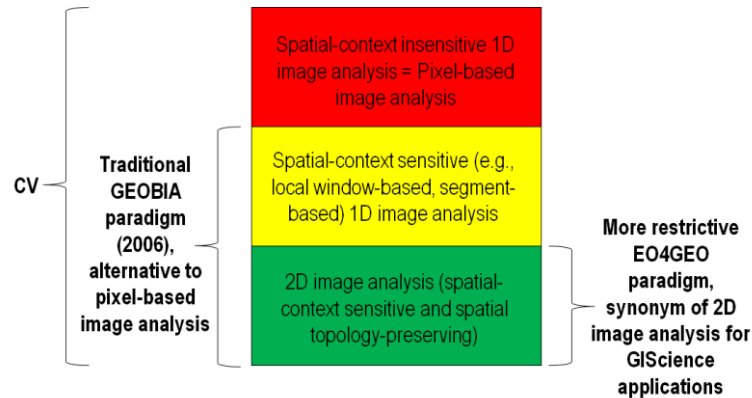 CV
Traditional
GEOBIA
paradigm
(2006),
alternative to
pixel-based
image analysis
Spatial-context insensitive 1D
image analysis = Pixel-based
image analysis
Spatial-context sensitive (e.g.,
local window-based, segment-
based) 1D image analysis
2D image analysis (spatial-
context sensitive and spatial
topology-preserving)
More restrictive
EO4GEO
paradigm,
synonym of 2D
image analysis for
GIScience
applications